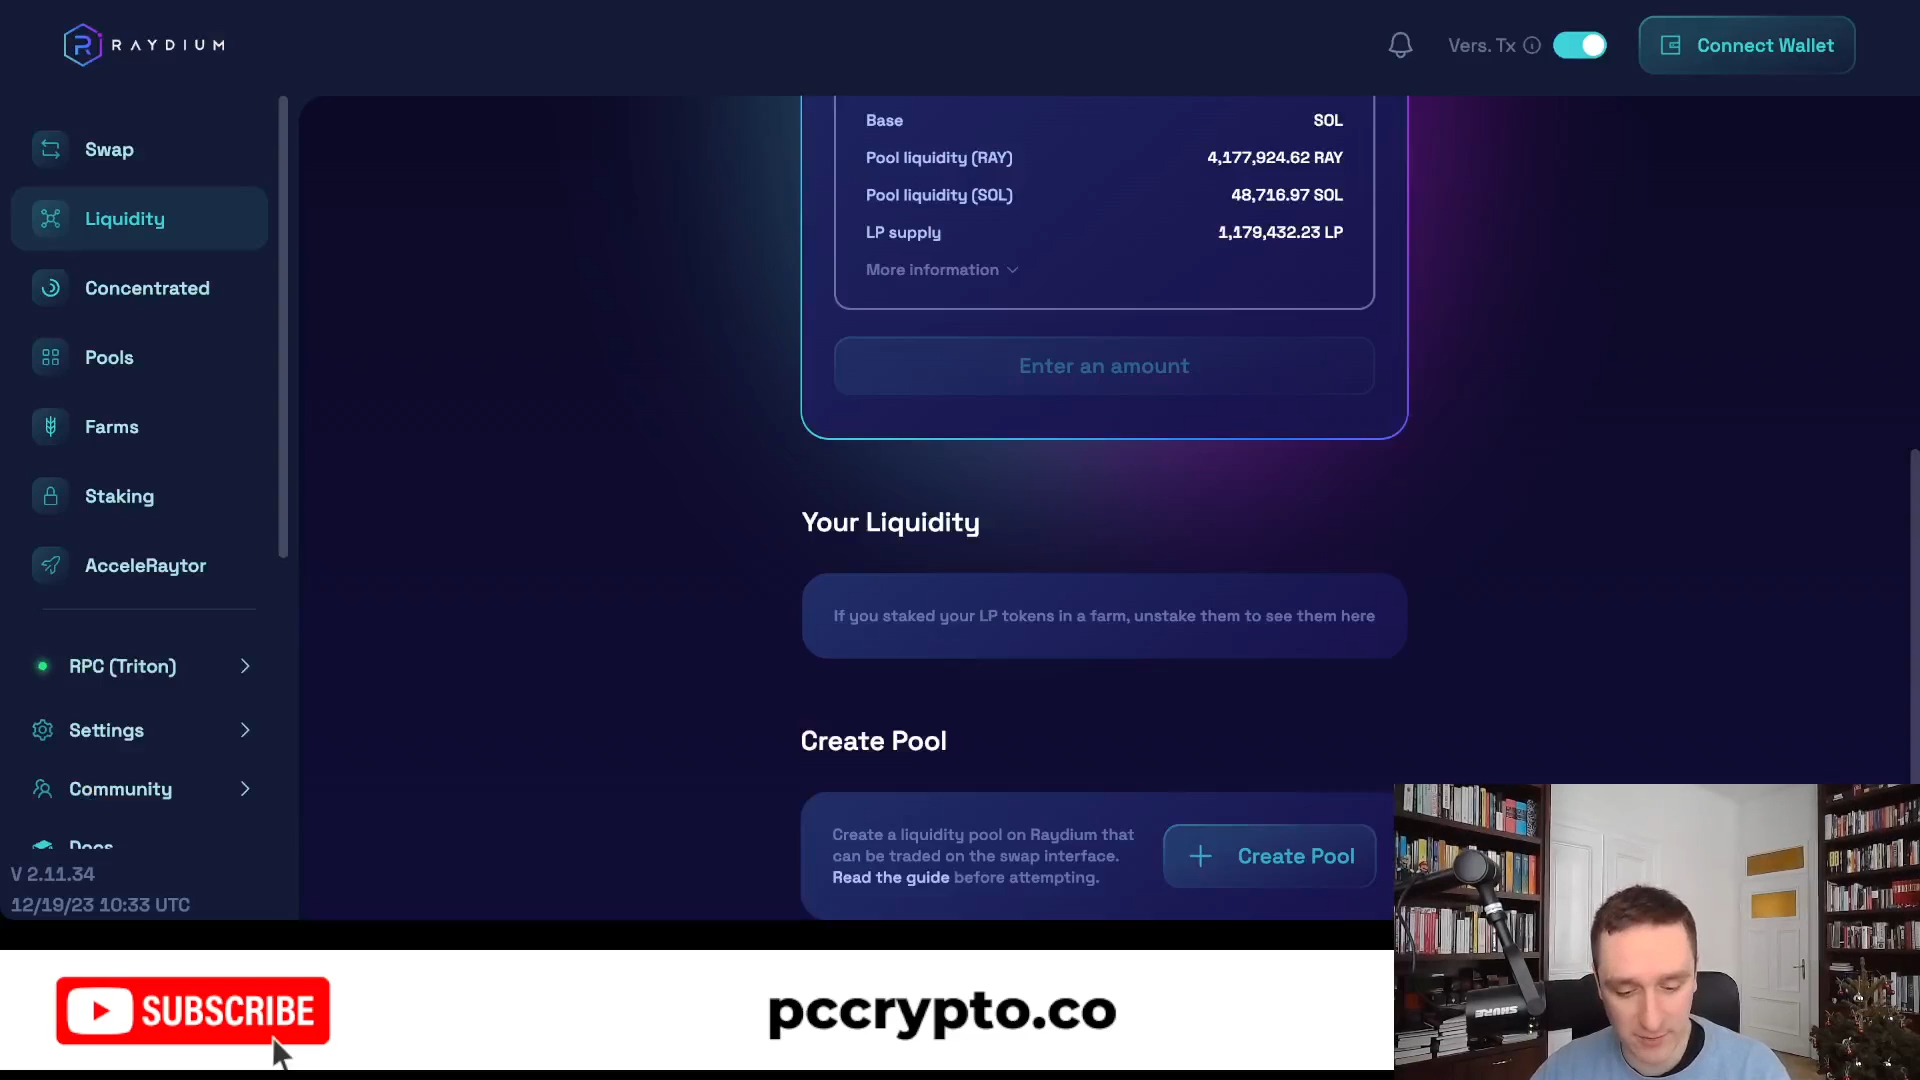 RAYDIUM
Vers. Tx
Connect Wallet
Swap
Liquidity
Concentrated
Pools
Farms
Staking
AcceleRaytor
RPC (Triton)
Settings
Community
Docs
V 2.11.34
12/19/23 10:33 UTC
Base SOL
Pool liquidity (RAY) 4,177,924.62 RAY
Pool liquidity (SOL) 48,716.97 SOL
LP supply 1,179,432.23 LP
More information
Enter an amount
Your Liquidity
If you staked your LP tokens in a farm, unstake them to see them here
Create Pool
Create a liquidity pool on Raydium that
can be traded on the swap interface.
Read the guide before attempting.
Create Pool
SUBSCRIBE
pccrypto.co
SHURE